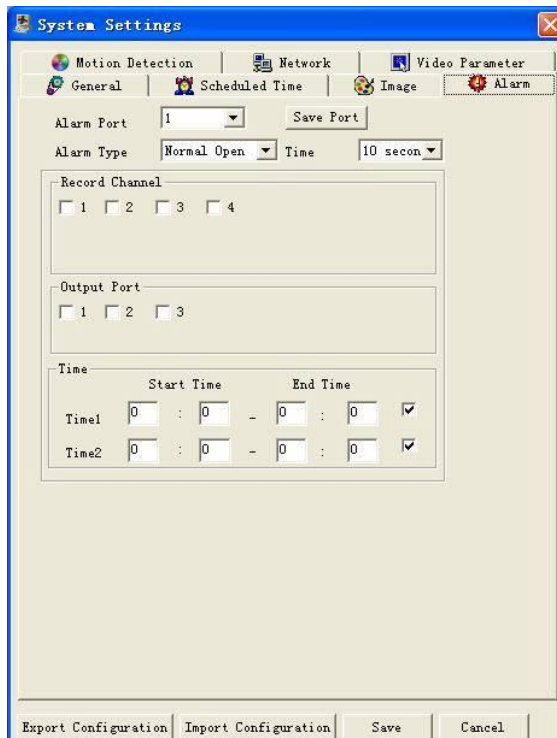 System Settings
Motion Detection Network Video Parameter
General Scheduled Time Image Alarm
Alarm Port 1 Save Port
Alarm Type Normal Open Time 10 secon
Record Channel
1 2 3 4
Output Port
1 2 3
Time
Start Time End Time
Time1 0 : 0 - 0 : 0
Time2 0 : 0 - 0 : 0
Export Configuration Import Configuration Save Cancel